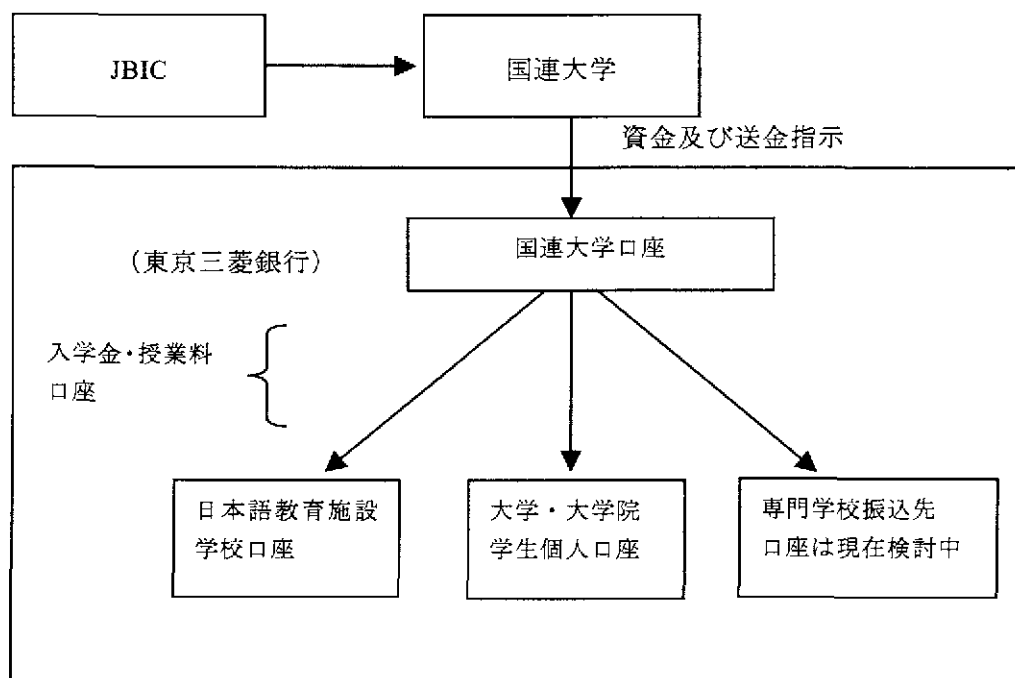 JBIC
国連大学
資金及び送金指示
国連大学口座
(東京三菱銀行)
入学金・授業料
口座
日本語教育施設
学校口座
大学・大学院
学生個人口座
専門学校振込先
口座は現在検討中